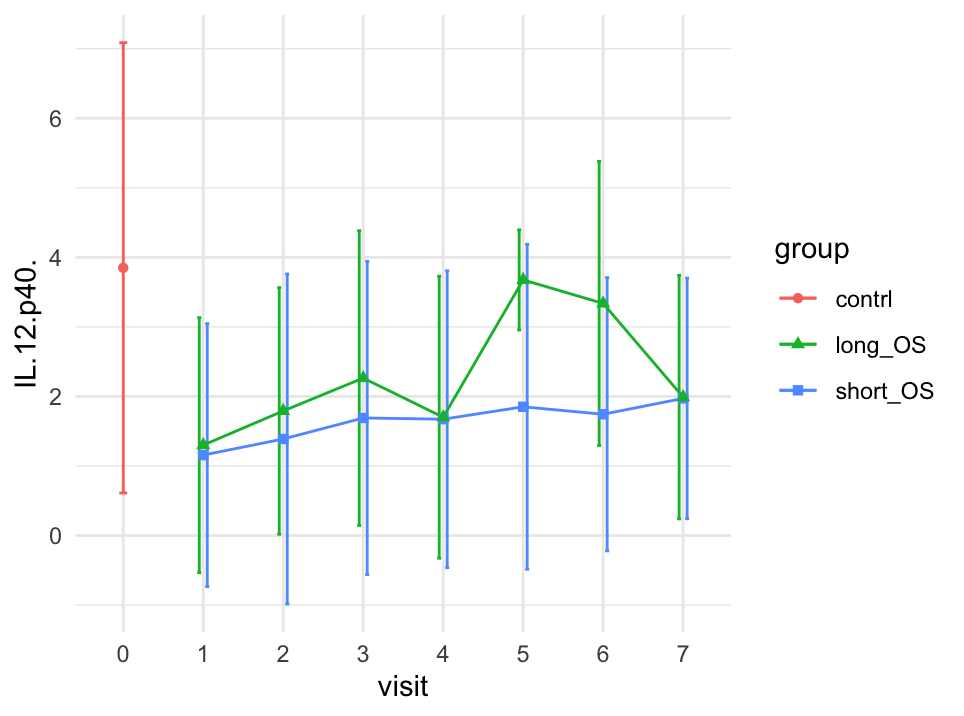 6
4
2
0
IL.12.p40.
0 1 2 3 4 5 6 7
visit
group
contrl
long_OS
short_OS